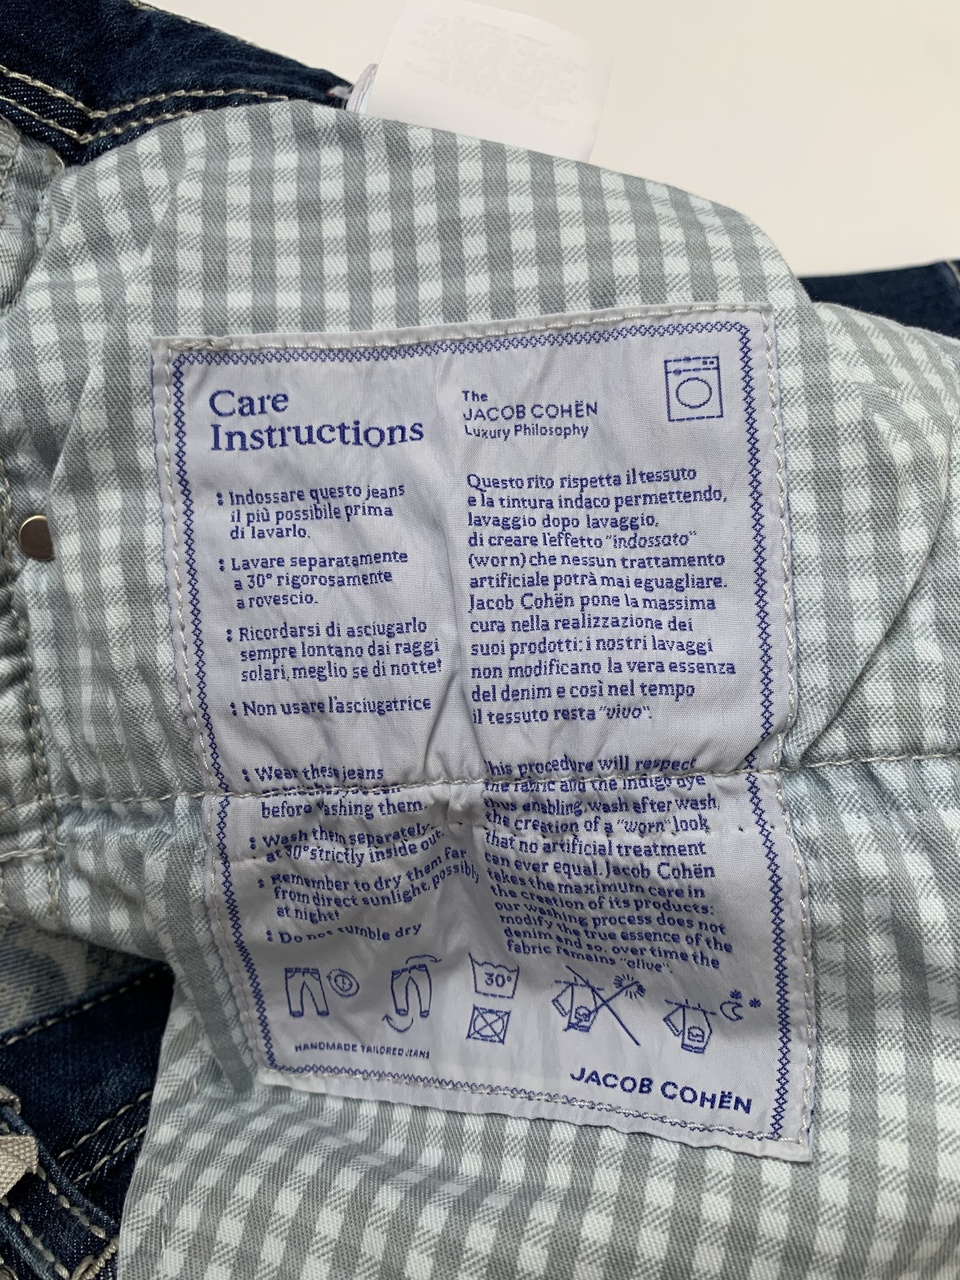 Care
Instructions
The
JACOB COHËN
Luxury Philosophy
: Indossare questo jeans
il più possibile prima
di lavarlo.
: Lavare separatamente
a 30° rigorosamente
a rovescio.
: Ricordarsi di asciugarlo
sempre lontano dai raggi
solari, meglio se di notte!
: Non usare l'asciugatrice
Questo rito rispetta il tessuto
e la tintura indaco permettendo,
lavaggio dopo lavaggio,
di creare l'effetto "indossato"
(worn) che nessun trattamento
artificiale potrà mai eguagliare.
Jacob Cohën pone la massima
cura nella realizzazione dei
suoi prodotti: i nostri lavaggi
non modificano la vera essenza
del denim e così nel tempo
il tessuto resta "vivo".
: Wear these jeans
before washing them.
: Wash them separately
at 30° strictly inside out.
: Remember to dry them far
from direct sunlight, possibly
at night!
: Do not tumble dry
This procedure will respect
the fabric and the indigo dye
thus enabling, wash after wash,
the creation of a "worn" look
that no artificial treatment
can ever equal. Jacob Cohën
takes the maximum care in
the creation of its products:
our washing process does not
modify the true essence of the
denim and so, over time the
fabric remains "alive".
30°
HANDMADE TAILORED JEANS
JACOB COHËN